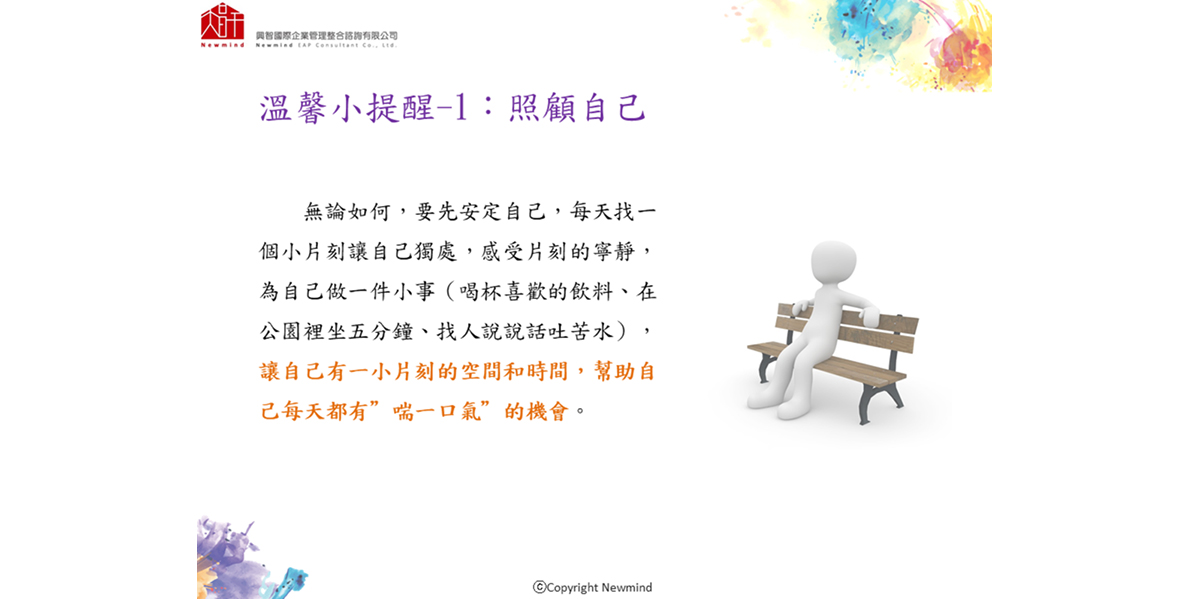 Newmind
興智國際企業管理整合諮詢有限公司
Newmind EAP Consultant Co., Ltd.
溫馨小提醒-1：照顧自己
無論如何，要先安定自己，每天找一
個小片刻讓自己獨處，感受片刻的寧靜，
為自己做一件小事（喝杯喜歡的飲料、在
公園裡坐五分鐘、找人說說話吐苦水），
讓自己有一小片刻的空間和時間，幫助自
己每天都有”喘一口氣”的機會。
©Copyright Newmind